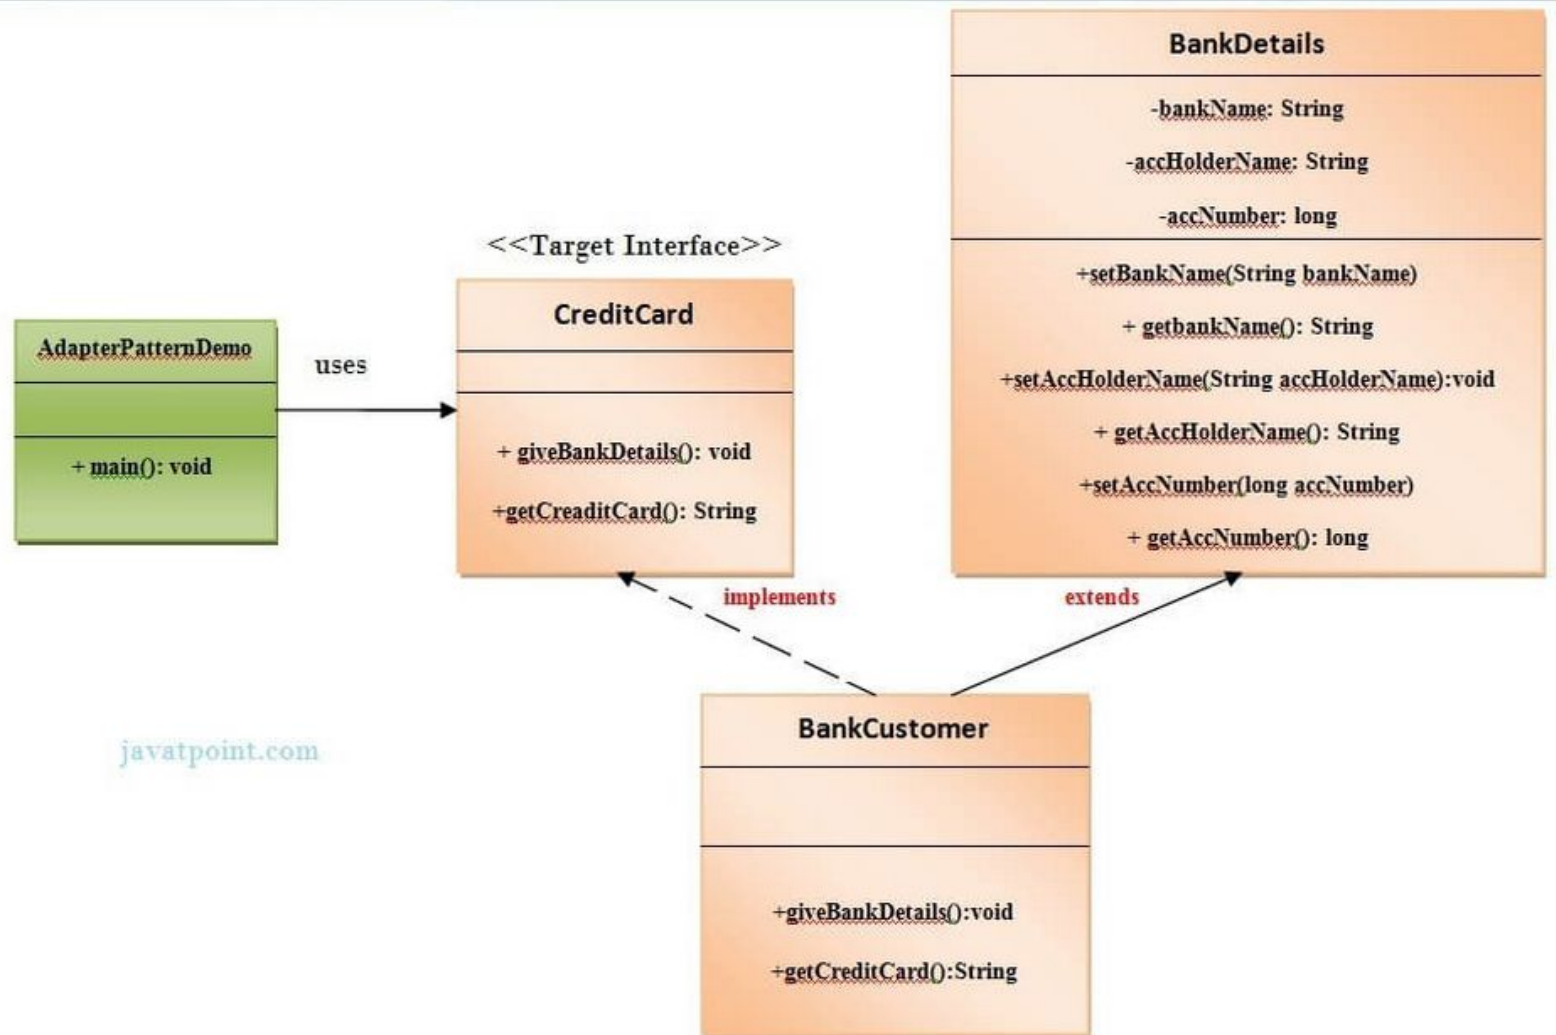 BankDetails
-bankName: String
-accHolderName: String
-accNumber: long
+setBankName(String bankName)
+ getbankName(): String
+setAccHolderName(String accHolderName):void
+ getAccHolderName(): String
+setAccNumber(long accNumber)
+ getAccNumber(): long
<<Target Interface>>
CreditCard
+ giveBankDetails(): void
+getCreaditCard(): String
AdapterPatternDemo
+ main(): void
uses
implements
extends
BankCustomer
+giveBankDetails():void
+getCreditCard():String
javatpoint.com